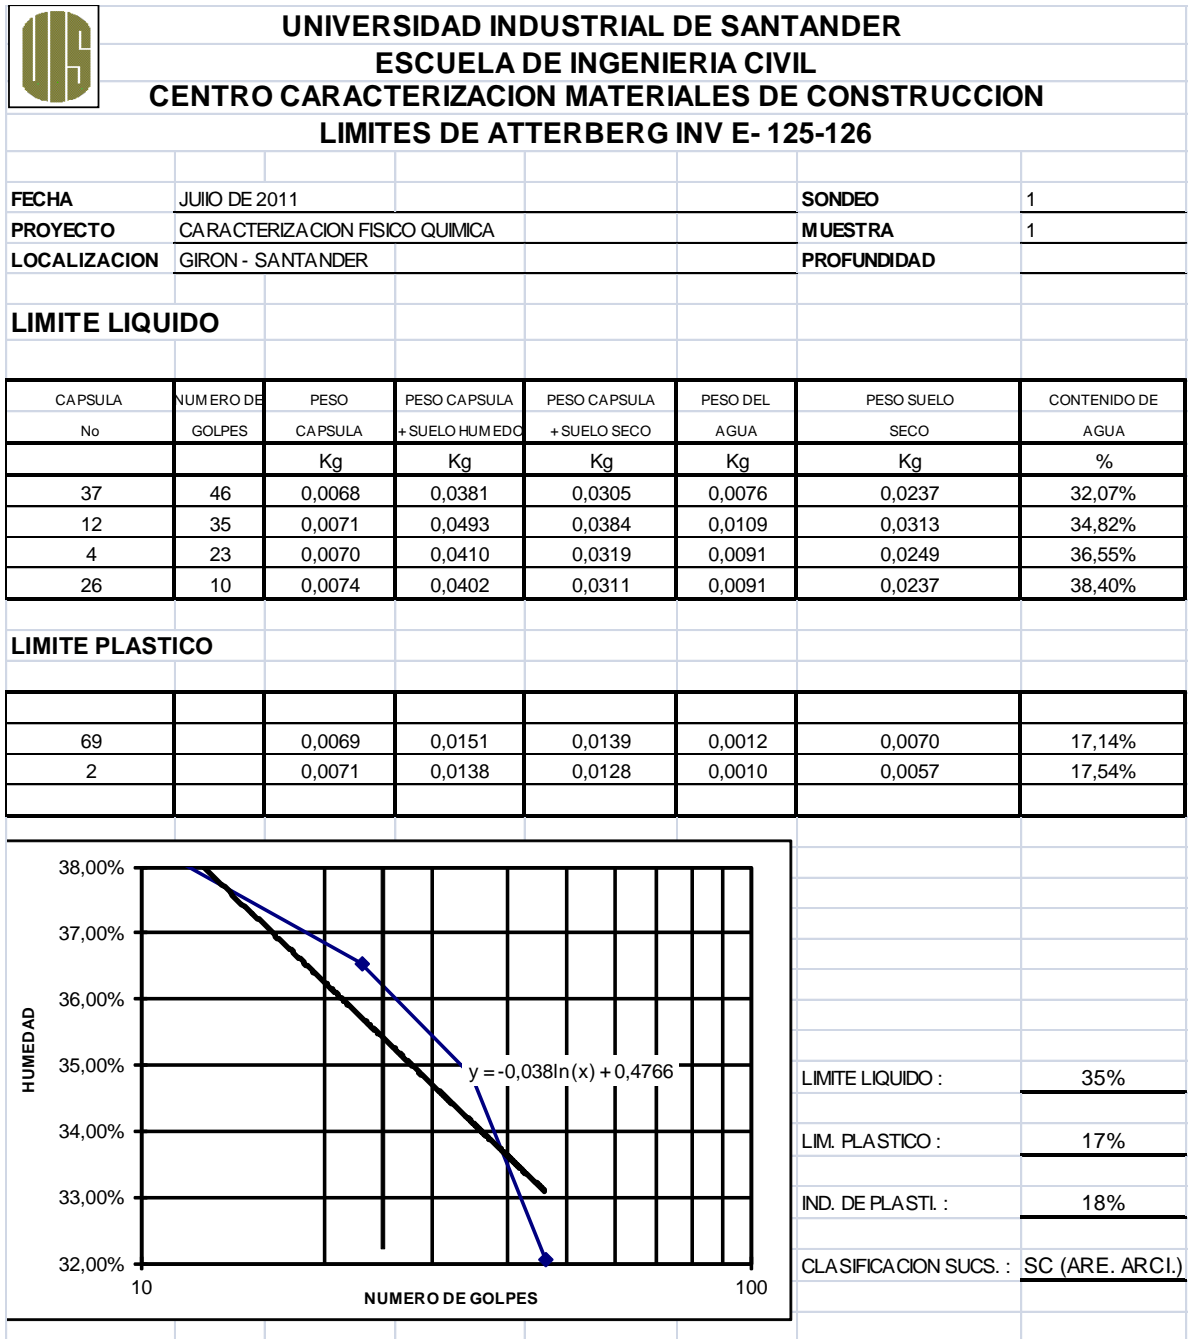 UIS
UNIVERSIDAD INDUSTRIAL DE SANTANDER
ESCUELA DE INGENIERIA CIVIL
CENTRO CARACTERIZACION MATERIALES DE CONSTRUCCION
LIMITES DE ATTERBERG INV E- 125-126
FECHA JUIIO DE 2011 SONDEO 1
PROYECTO CARACTERIZACION FISICO QUIMICA MUESTRA 1
LOCALIZACION GIRON - SANTANDER PROFUNDIDAD
LIMITE LIQUIDO
CAPSULA NUMERO DE PESO PESO CAPSULA PESO CAPSULA PESO DEL PESO SUELO CONTENIDO DE
No GOLPES CAPSULA + SUELO HUMEDO + SUELO SECO AGUA SECO AGUA
Kg Kg Kg Kg Kg %
37 46 0,0068 0,0381 0,0305 0,0076 0,0237 32,07%
12 35 0,0071 0,0493 0,0384 0,0109 0,0313 34,82%
4 23 0,0070 0,0410 0,0319 0,0091 0,0249 36,55%
26 10 0,0074 0,0402 0,0311 0,0091 0,0237 38,40%
LIMITE PLASTICO
69 0,0069 0,0151 0,0139 0,0012 0,0070 17,14%
2 0,0071 0,0138 0,0128 0,0010 0,0057 17,54%
38,00%
37,00%
36,00%
35,00%
34,00%
33,00%
32,00%
HUMEDAD
y = -0,038ln(x) + 0,4766
10 100
NUMERO DE GOLPES
LIMITE LIQUIDO : 35%
LIM. PLASTICO : 17%
IND. DE PLASTI. : 18%
CLASIFICACION SUCS. : SC (ARE. ARCI.)